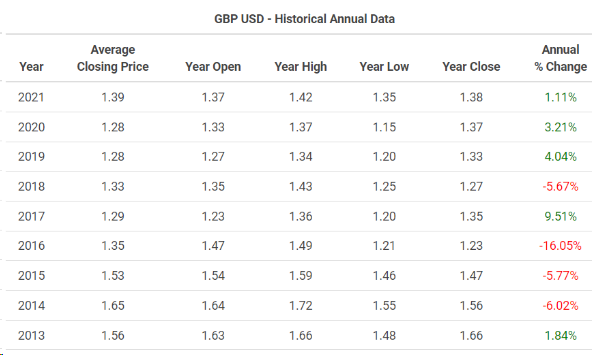 GBP USD - Historical Annual Data
Average Annual
Year Closing Price Year Open Year High Year Low Year Close % Change
2021 1.39 1.37 1.42 1.35 1.38 1.11%
2020 1.28 1.33 1.37 1.15 1.37 3.21%
2019 1.28 1.27 1.34 1.20 1.33 4.04%
2018 1.33 1.35 1.43 1.25 1.27 -5.67%
2017 1.29 1.23 1.36 1.20 1.35 9.51%
2016 1.35 1.47 1.49 1.21 1.23 -16.05%
2015 1.53 1.54 1.59 1.46 1.47 -5.77%
2014 1.65 1.64 1.72 1.55 1.56 -6.02%
2013 1.56 1.63 1.66 1.48 1.66 1.84%